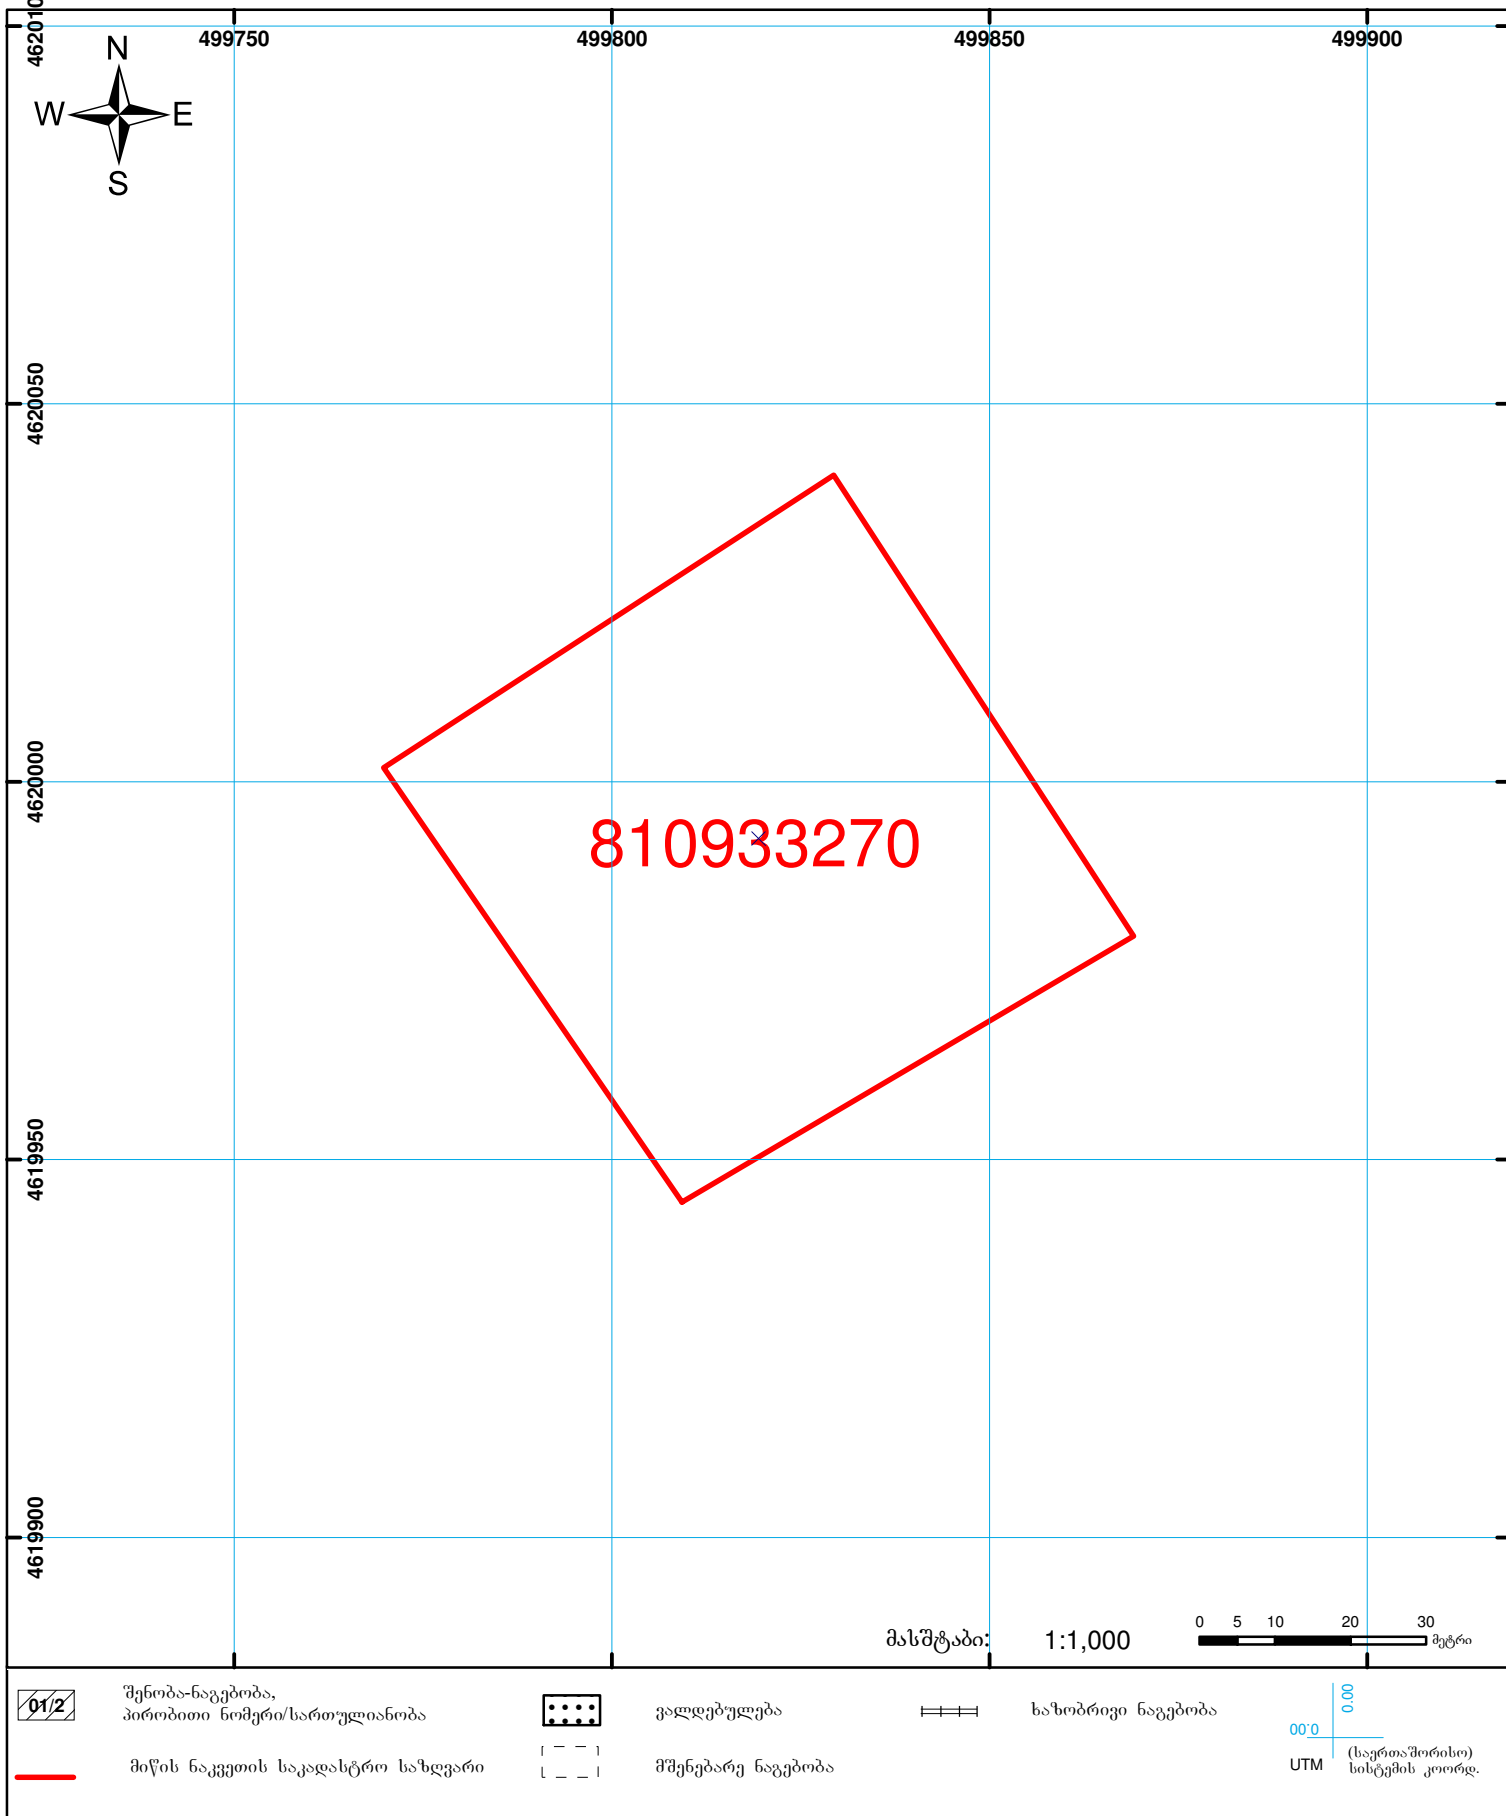 499750 499800 499850 499900
N
W E
S
4620050
4620000
4619950
4619900
810933270
მასშტაბი: 1:1,000
0 5 10 20 30
მეტრი
01/2
შენობა-ნაგებობა,
პირობითი ნომერი/სართულიანობა
ვალდებულება
ხაზობრივი ნაგებობა
მიწის ნაკვეთის საკადასტრო საზღვარი
მშენებარე ნაგებობა
0.00
00'0
UTM
(საერთაშორისო)
სისტემის კოორდ.